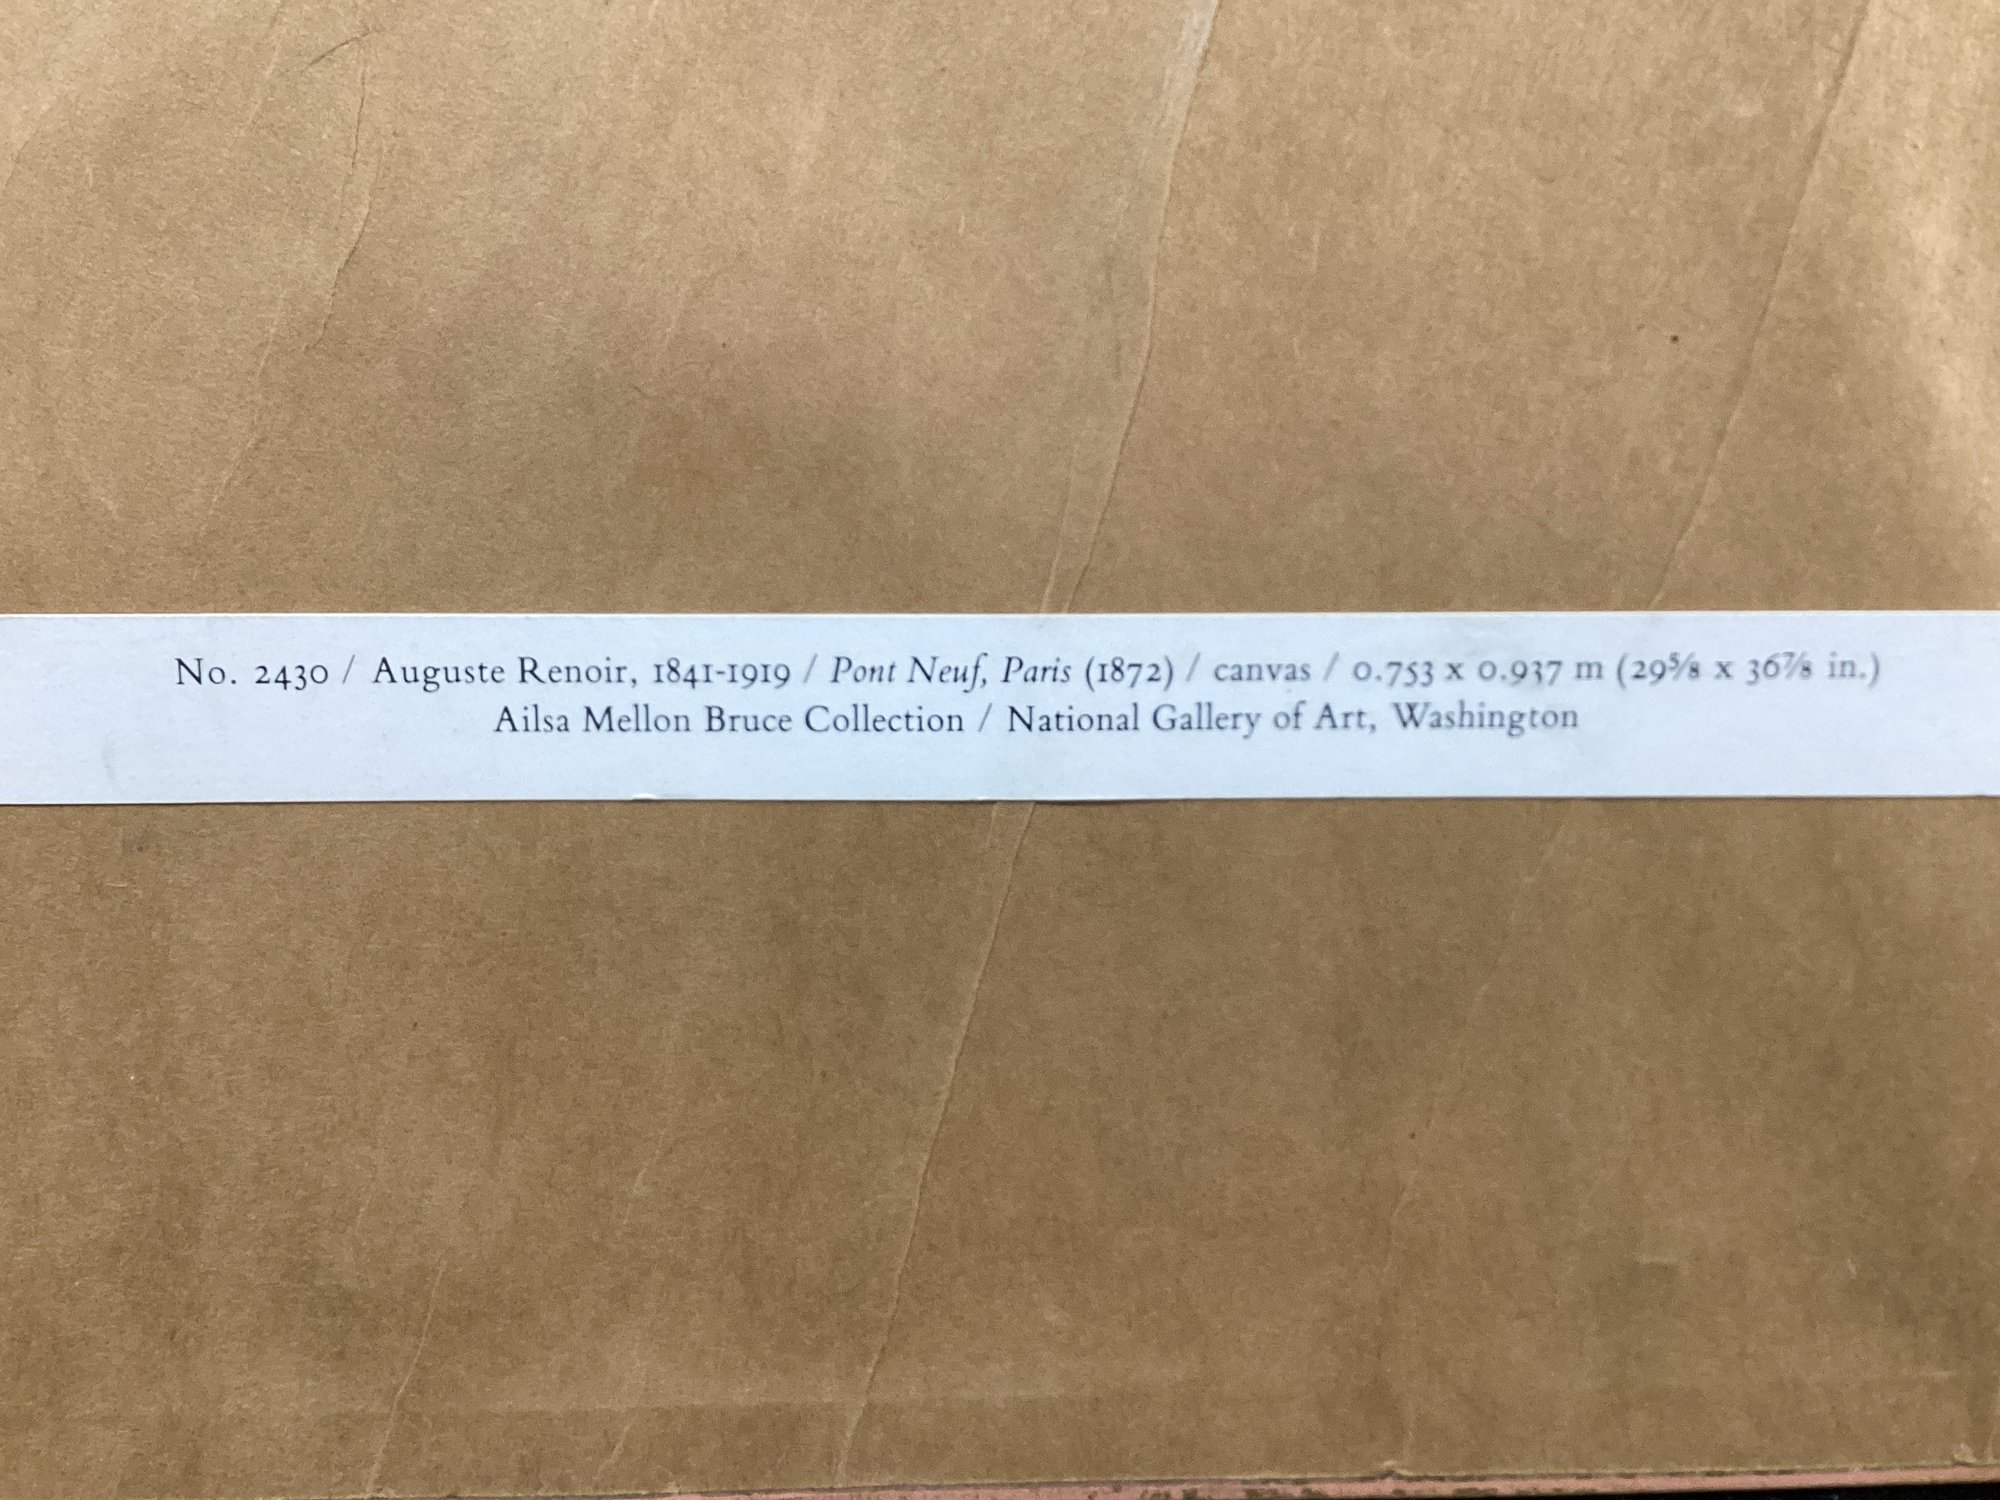 No. 2430 / Auguste Renoir, 1841-1919 / Pont Neuf, Paris (1872) / canvas / 0.753 x 0.937 m (29⅝ x 36⅞ in.)
Ailsa Mellon Bruce Collection / National Gallery of Art, Washington